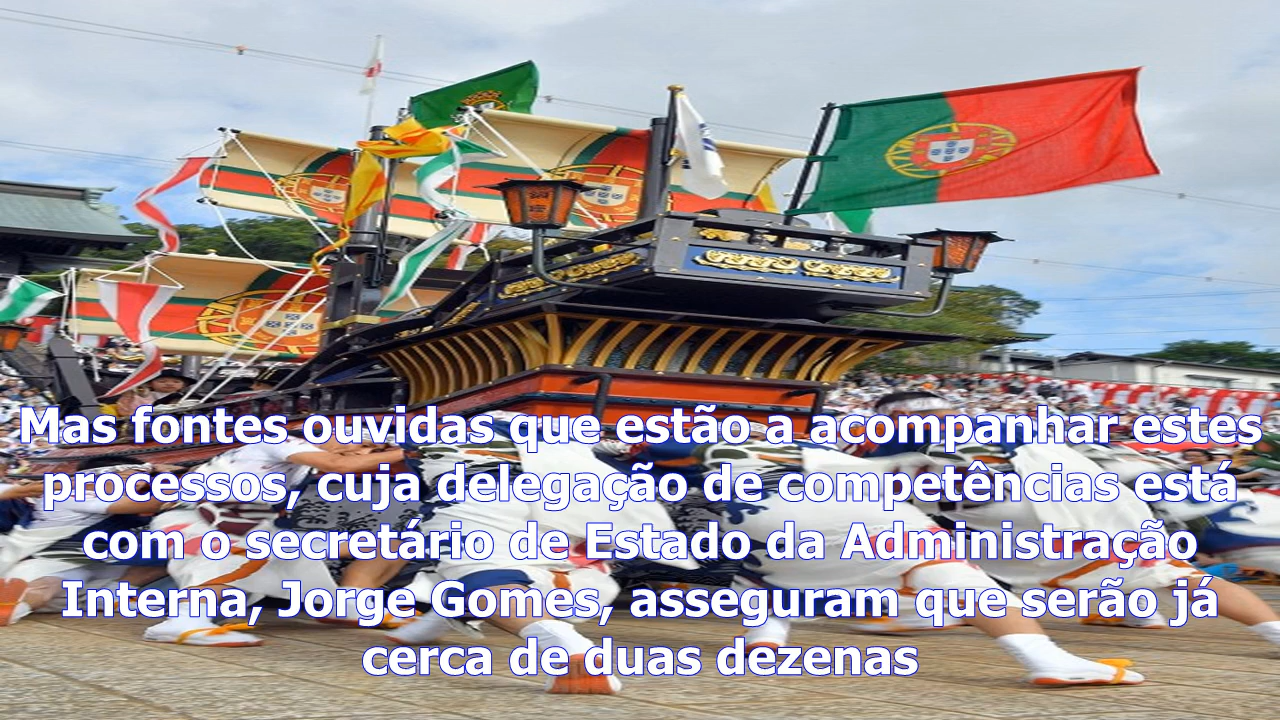 Mas fontes ouvidas que estão a acompanhar estes
processos, cuja delegação de competências está
com o secretário de Estado da Administração
Interna, Jorge Gomes, asseguram que serão já
cerca de duas dezenas